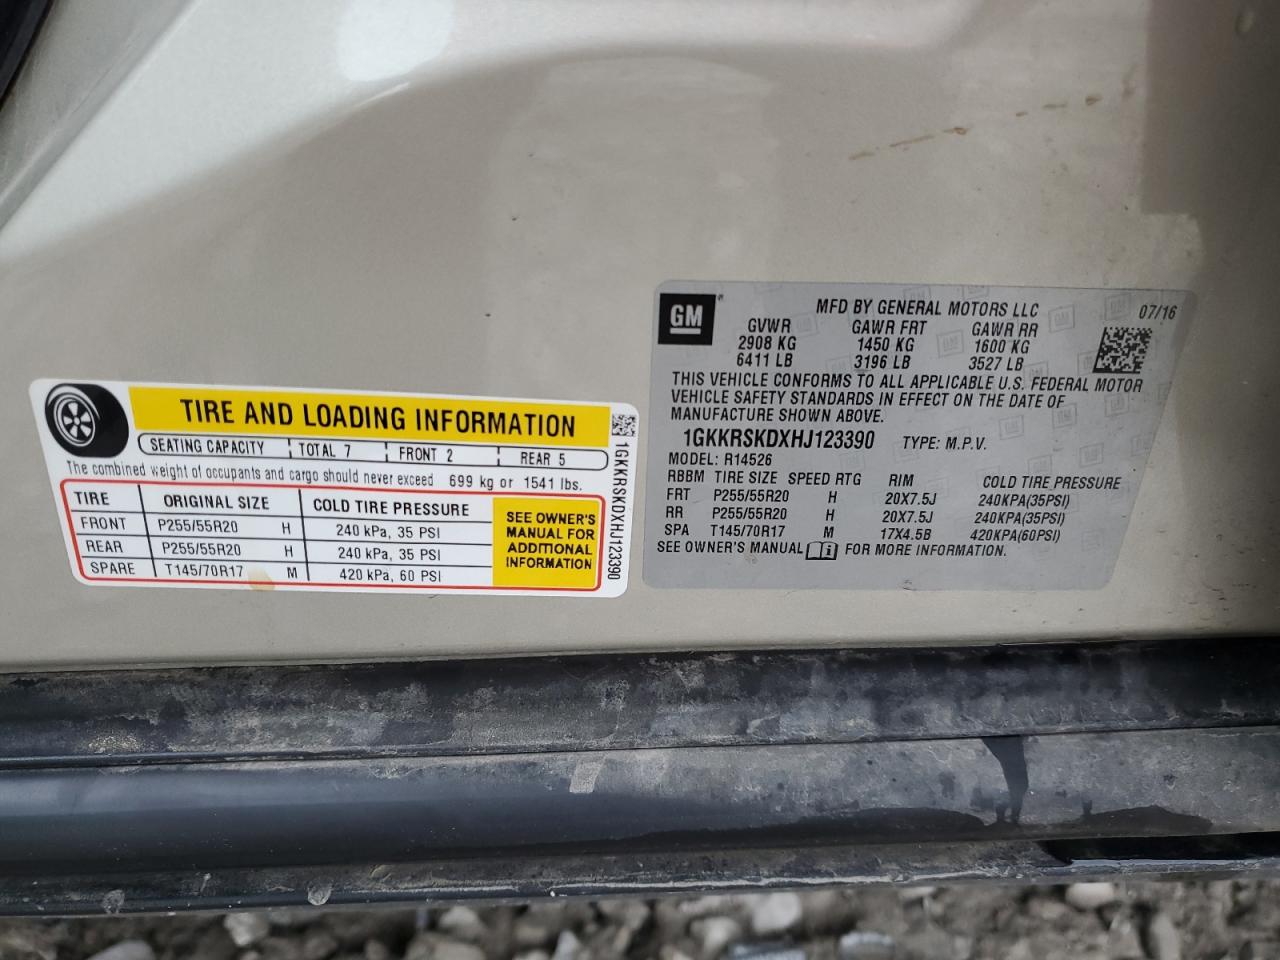 TIRE AND LOADING INFORMATION
SEATING CAPACITY TOTAL 7 FRONT 2 REAR 5
The combined weight of occupants and cargo should never exceed 699 kg or 1541 lbs.
TIRE ORIGINAL SIZE COLD TIRE PRESSURE
FRONT P255/55R20 H 240 kPa, 35 PSI
REAR P255/55R20 H 240 kPa, 35 PSI
SPARE T145/70R17 M 420 kPa, 60 PSI
SEE OWNER'S
MANUAL FOR
ADDITIONAL
INFORMATION
1GKKRSKDXHJ123390
GM
MFD BY GENERAL MOTORS LLC 07/16
GVWR GAWR FRT GAWR RR
2908 KG 1450 KG 1600 KG
6411 LB 3196 LB 3527 LB
THIS VEHICLE CONFORMS TO ALL APPLICABLE U.S. FEDERAL MOTOR
VEHICLE SAFETY STANDARDS IN EFFECT ON THE DATE OF
MANUFACTURE SHOWN ABOVE.
1GKKRSKDXHJ123390 TYPE: M.P.V.
MODEL: R14526
RBBM TIRE SIZE SPEED RTG RIM COLD TIRE PRESSURE
FRT P255/55R20 H 20X7.5J 240KPA(35PSI)
RR P255/55R20 H 20X7.5J 240KPA(35PSI)
SPA T145/70R17 M 17X4.5B 420KPA(60PSI)
SEE OWNER'S MANUAL FOR MORE INFORMATION.